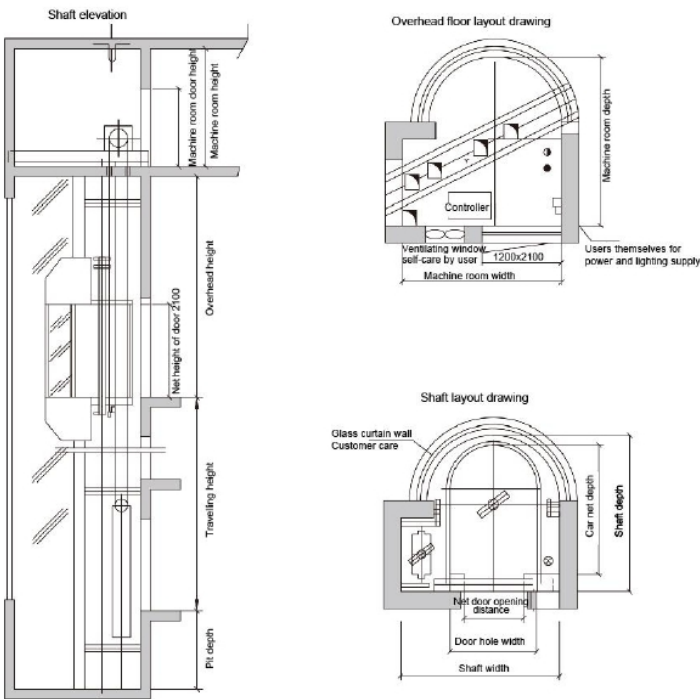 Shaft elevation
Machine room door height
Machine room height
Overhead height
Net height of door 2100
Travelling height
Pit depth
Overhead floor layout drawing
Machine room depth
Controller
Ventilating window
self-care by user
1200x2100
Machine room width
Users themselves for
power and lighting supply
Shaft layout drawing
Glass curtain wall
Customer care
Car net depth
Shaft depth
Net door opening
distance
Door hole width
Shaft width